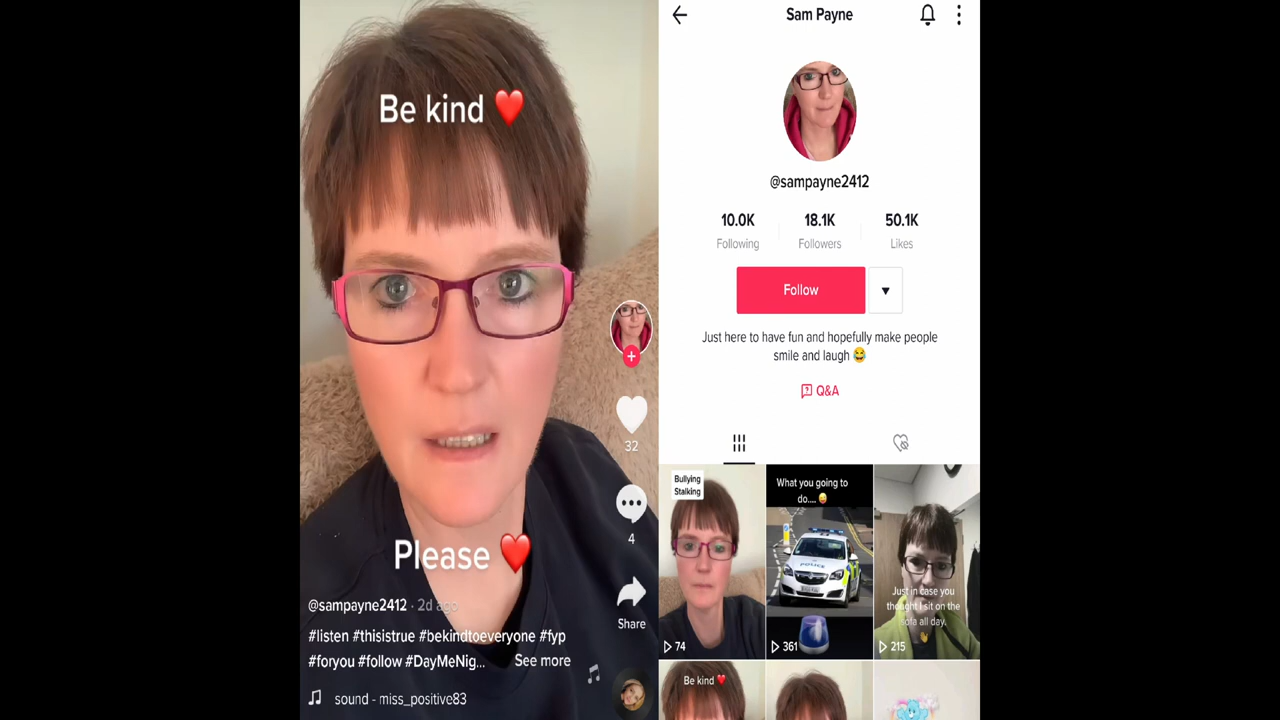 Be kind ❤️
Please ❤️
@sampayne2412 · 2d ago
#listen #thisistrue #bekindtoeveryone #fyp
#foryou #follow #DayMeNig... See more
sound - miss_positive83
32
4
Share
Sam Payne
@sampayne2412
10.0K 18.1K 50.1K
Following Followers Likes
Follow
Just here to have fun and hopefully make people
smile and laugh 😂
Q&A
Bullying
Stalking
74
What you going to
do.... 😜
POLICE
361
Just in case you
thought I sit on the
sofa all day.
👋
215
Be kind ❤️